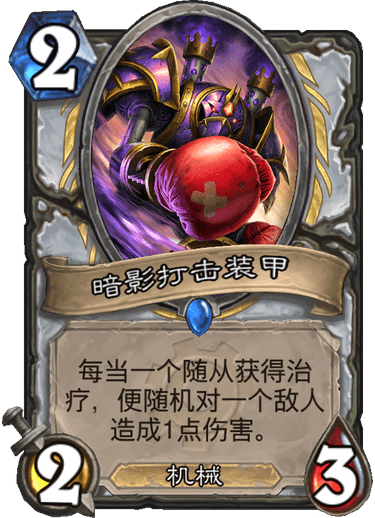 2
暗影打击装甲
每当一个随从获得治
疗，便随机对一个敌人
造成1点伤害。
机械
2
3